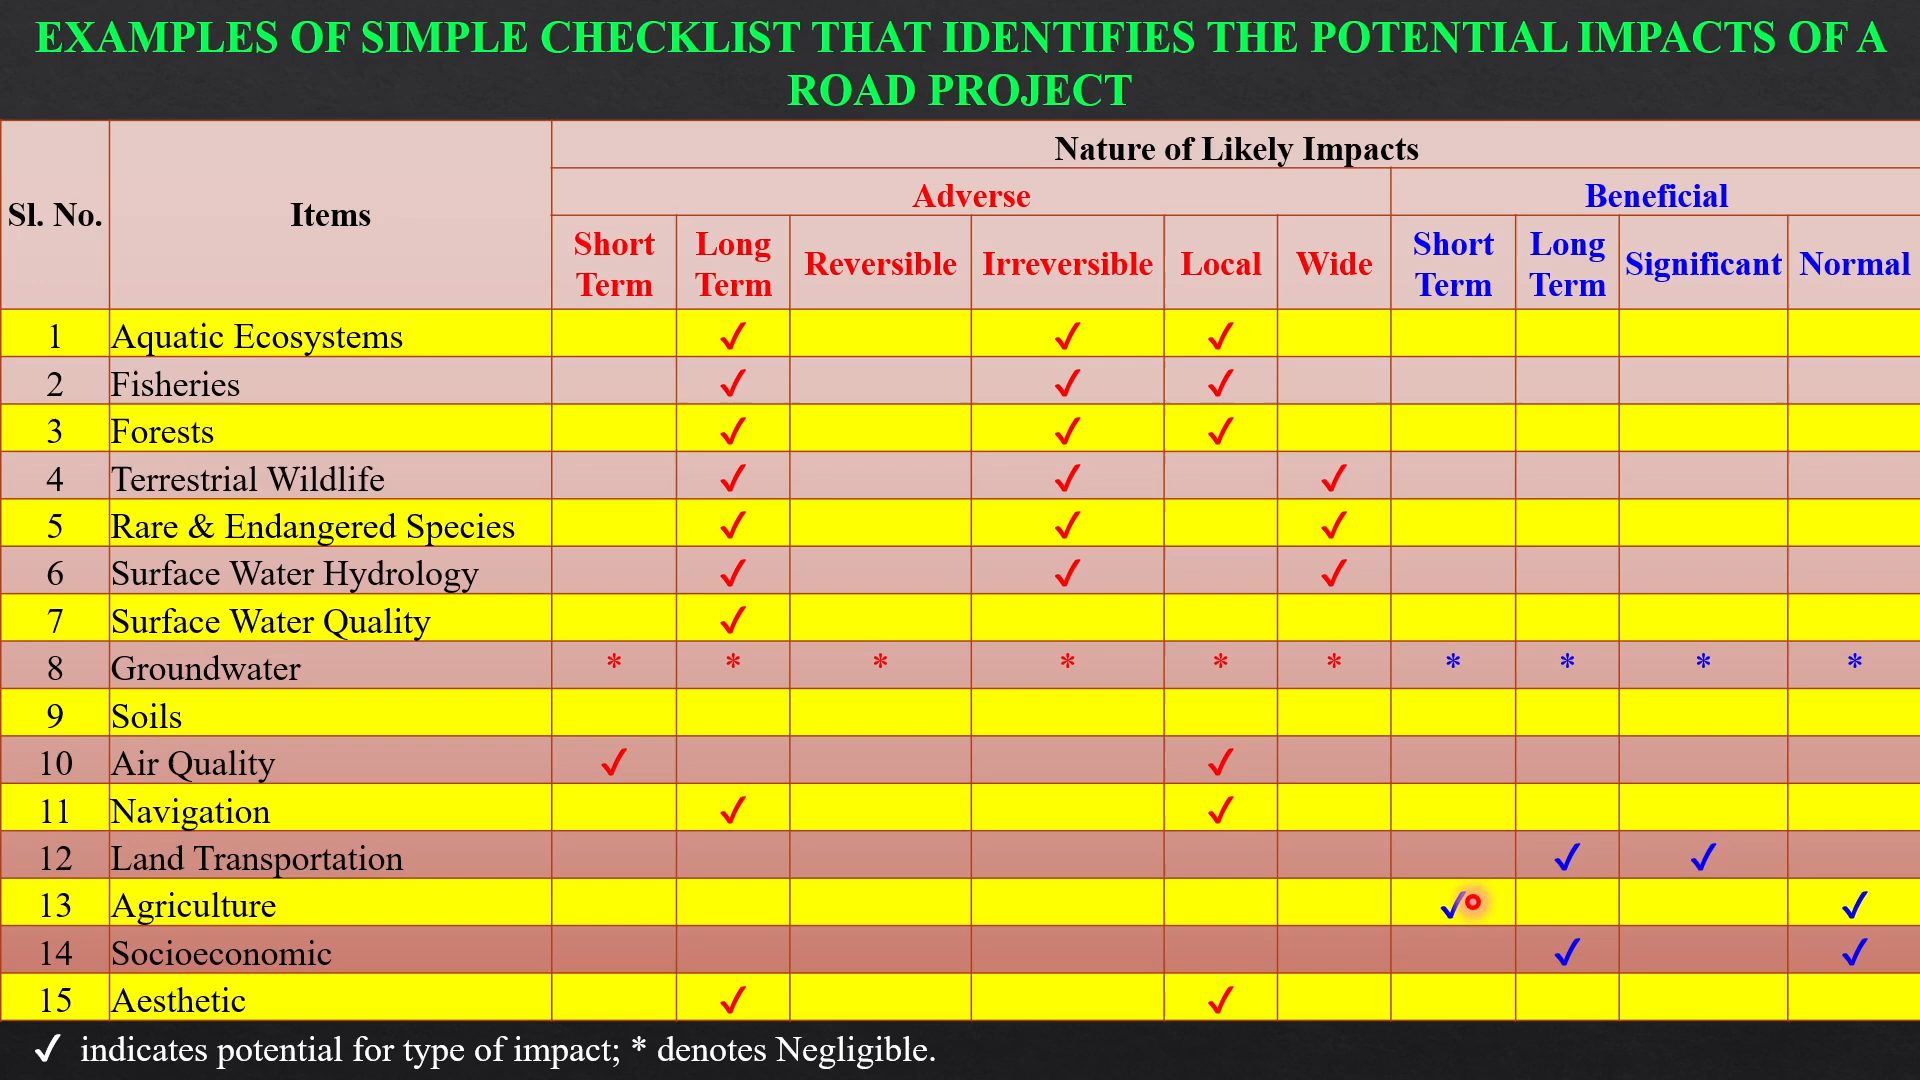 EXAMPLES OF SIMPLE CHECKLIST THAT IDENTIFIES THE POTENTIAL IMPACTS OF A
ROAD PROJECT
Sl. No. Items Nature of Likely Impacts
Adverse Beneficial
Short Term Long Term Reversible Irreversible Local Wide Short Term Long Term Significant Normal
1 Aquatic Ecosystems ✓ ✓ ✓
2 Fisheries ✓ ✓ ✓
3 Forests ✓ ✓ ✓
4 Terrestrial Wildlife ✓ ✓ ✓
5 Rare & Endangered Species ✓ ✓ ✓
6 Surface Water Hydrology ✓ ✓ ✓
7 Surface Water Quality ✓
8 Groundwater * * * * * * * * * *
9 Soils
10 Air Quality ✓ ✓
11 Navigation ✓ ✓
12 Land Transportation ✓ ✓
13 Agriculture ✓ ✓
14 Socioeconomic ✓ ✓
15 Aesthetic ✓ ✓
✓ indicates potential for type of impact; * denotes Negligible.